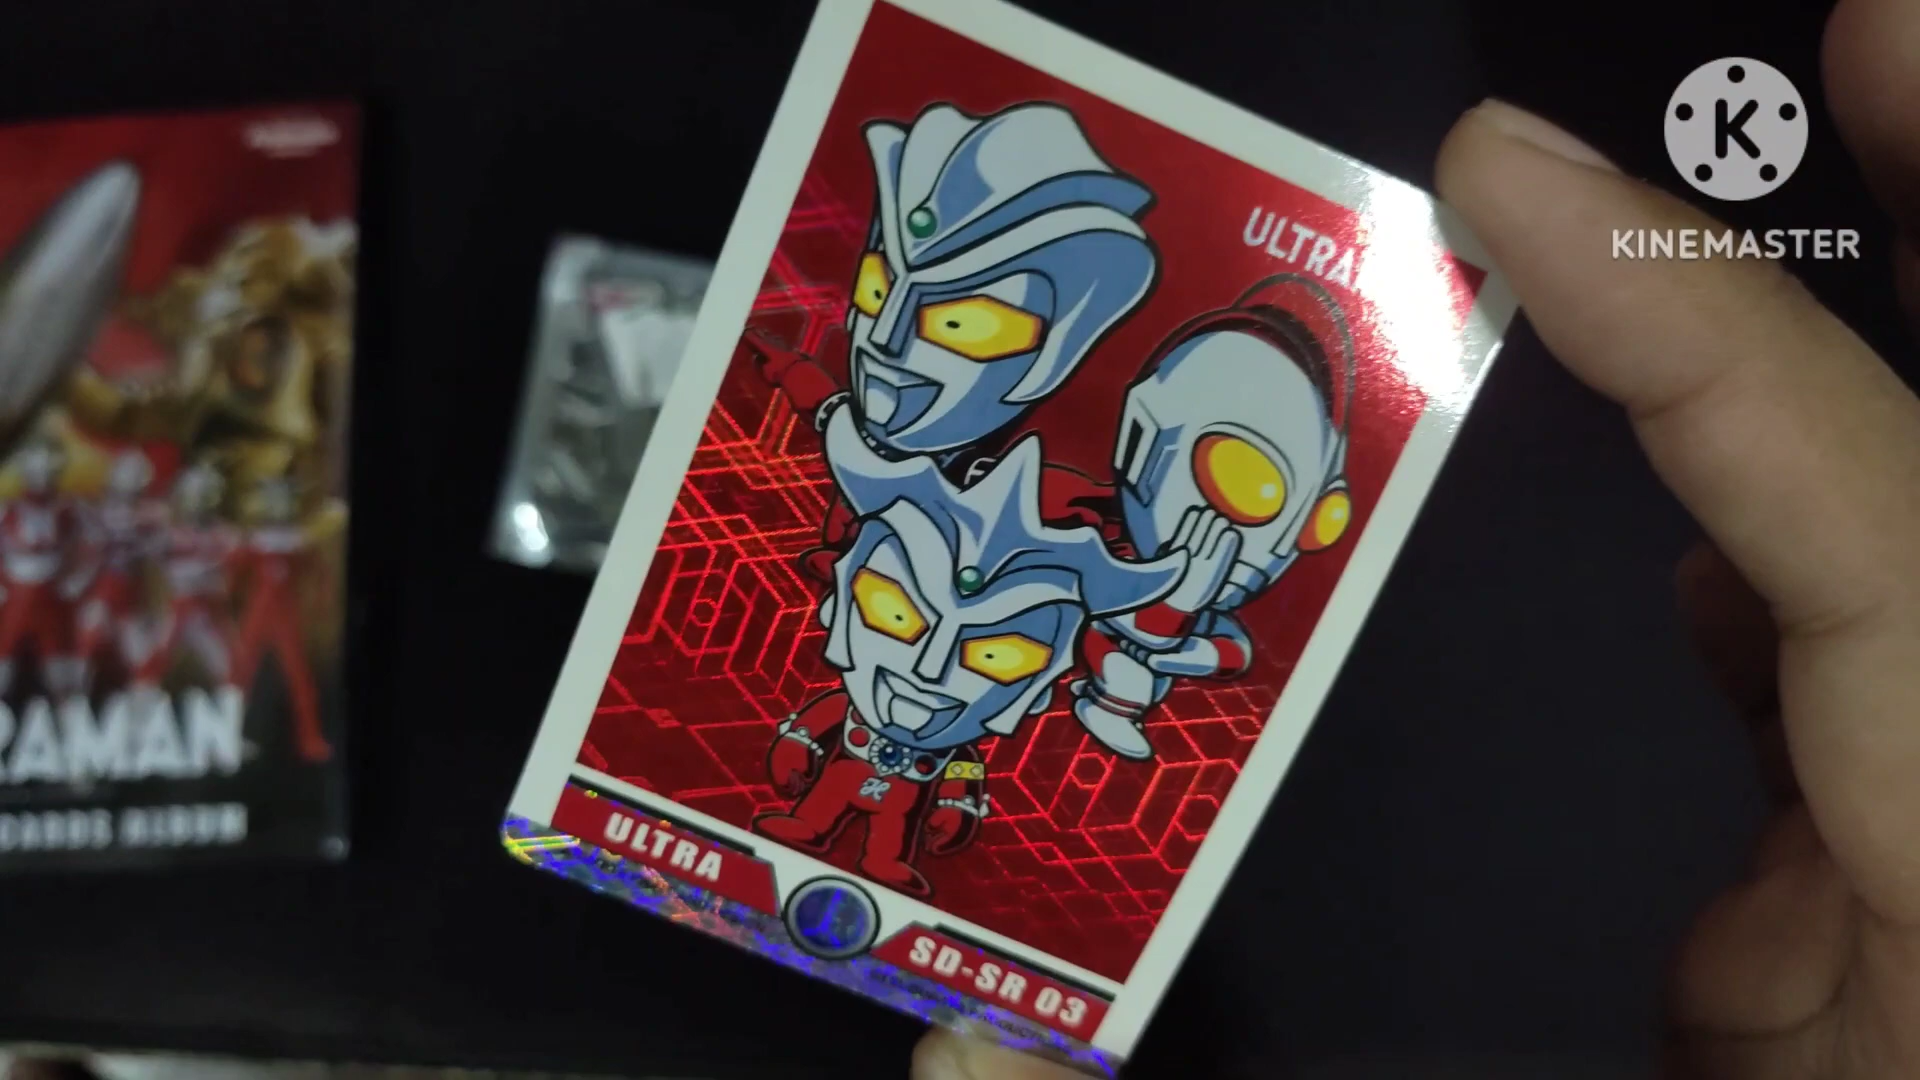 K
KINEMASTER
ULTRA
RAMAN
CARDS ALBUM
ULTRA
SD-SR 03